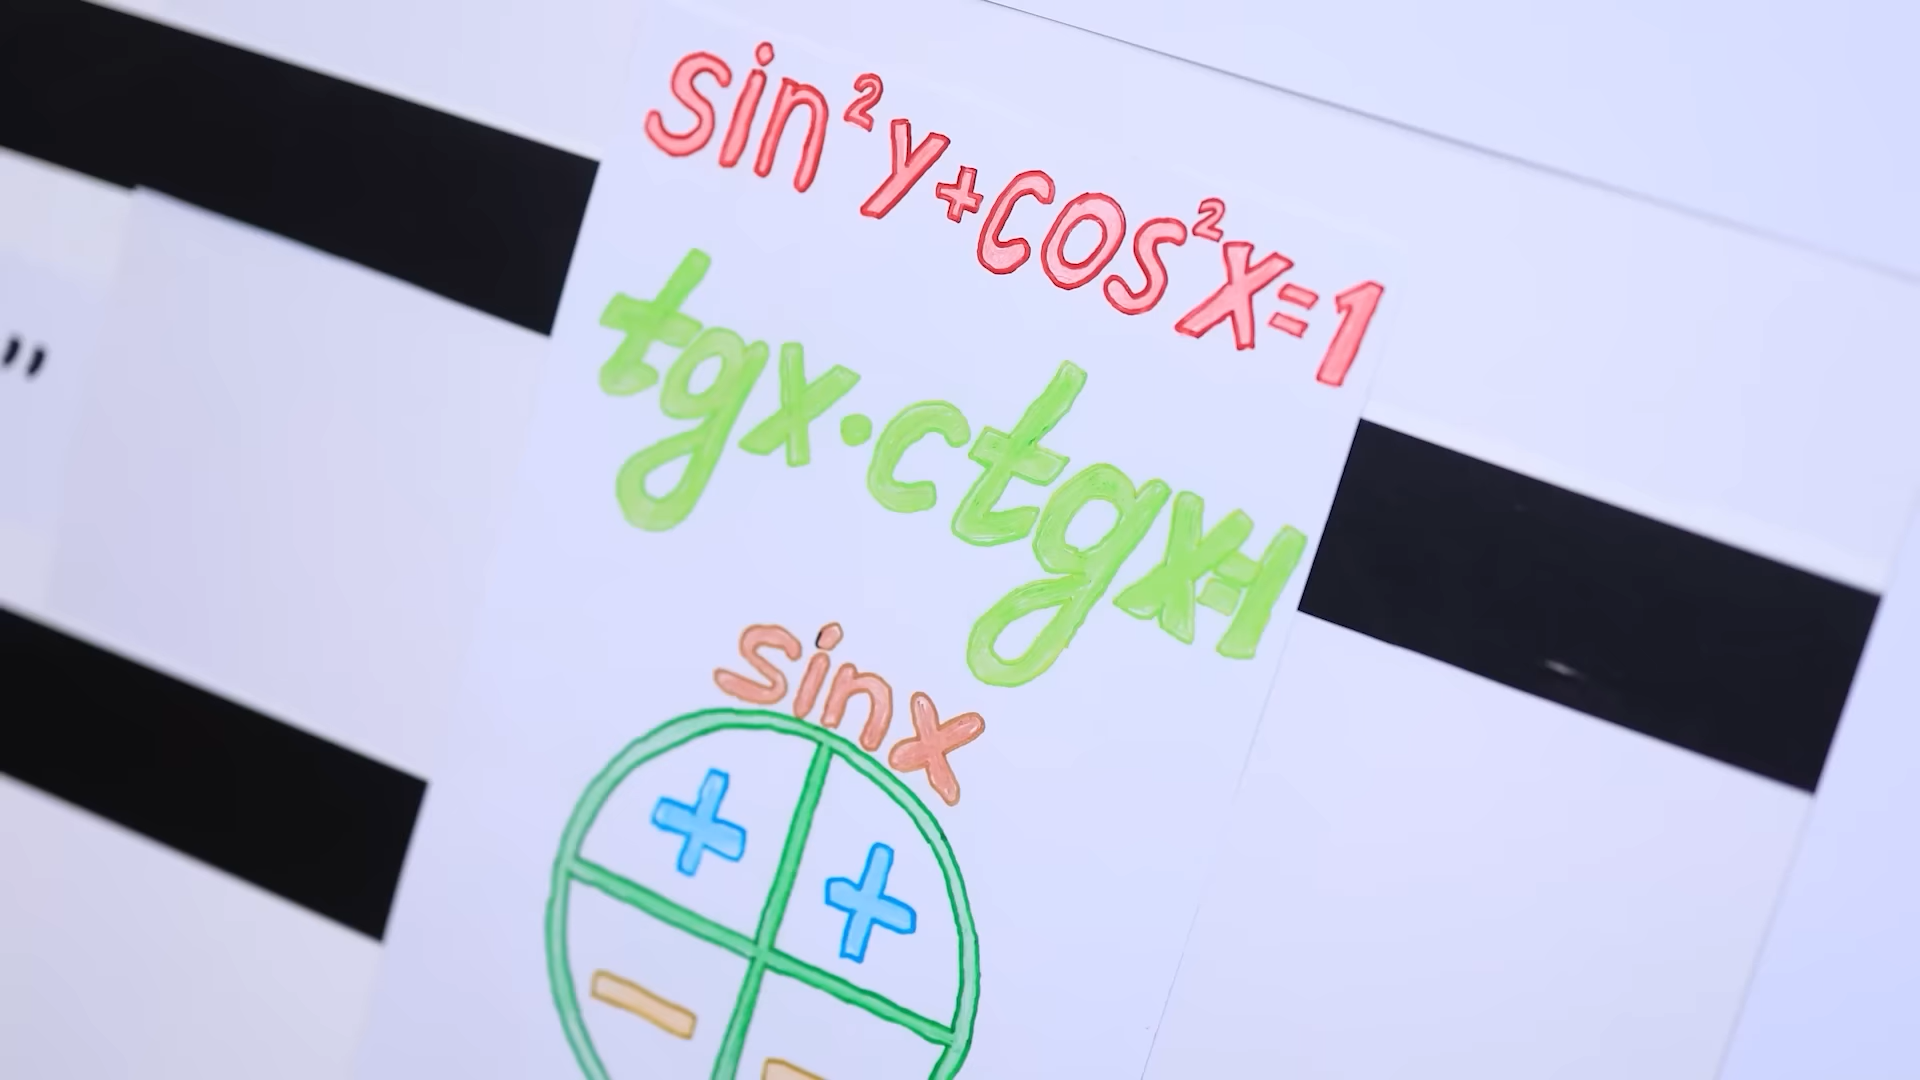 sin²y+cos²x=1
"
tgx·ctgx=1
sinx
+ +
- -